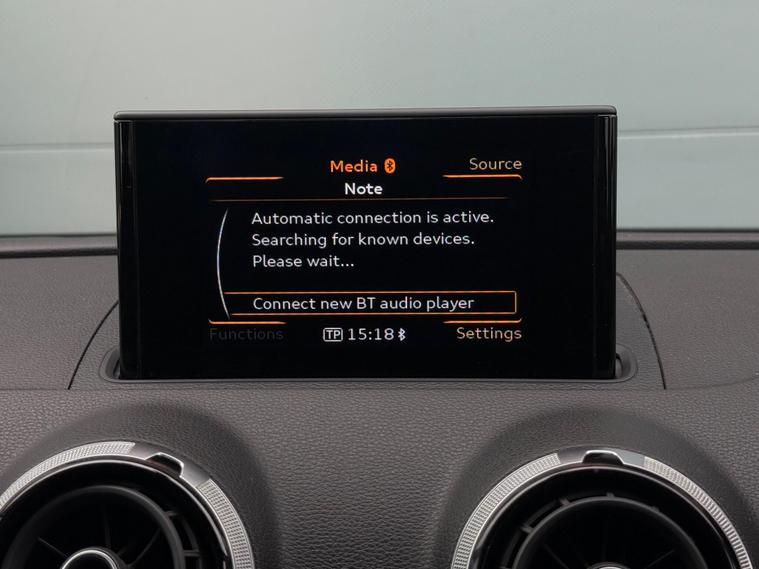 Media
Source
Note
Automatic connection is active.
Searching for known devices.
Please wait...
Connect new BT audio player
Functions
TP 15:18
Settings